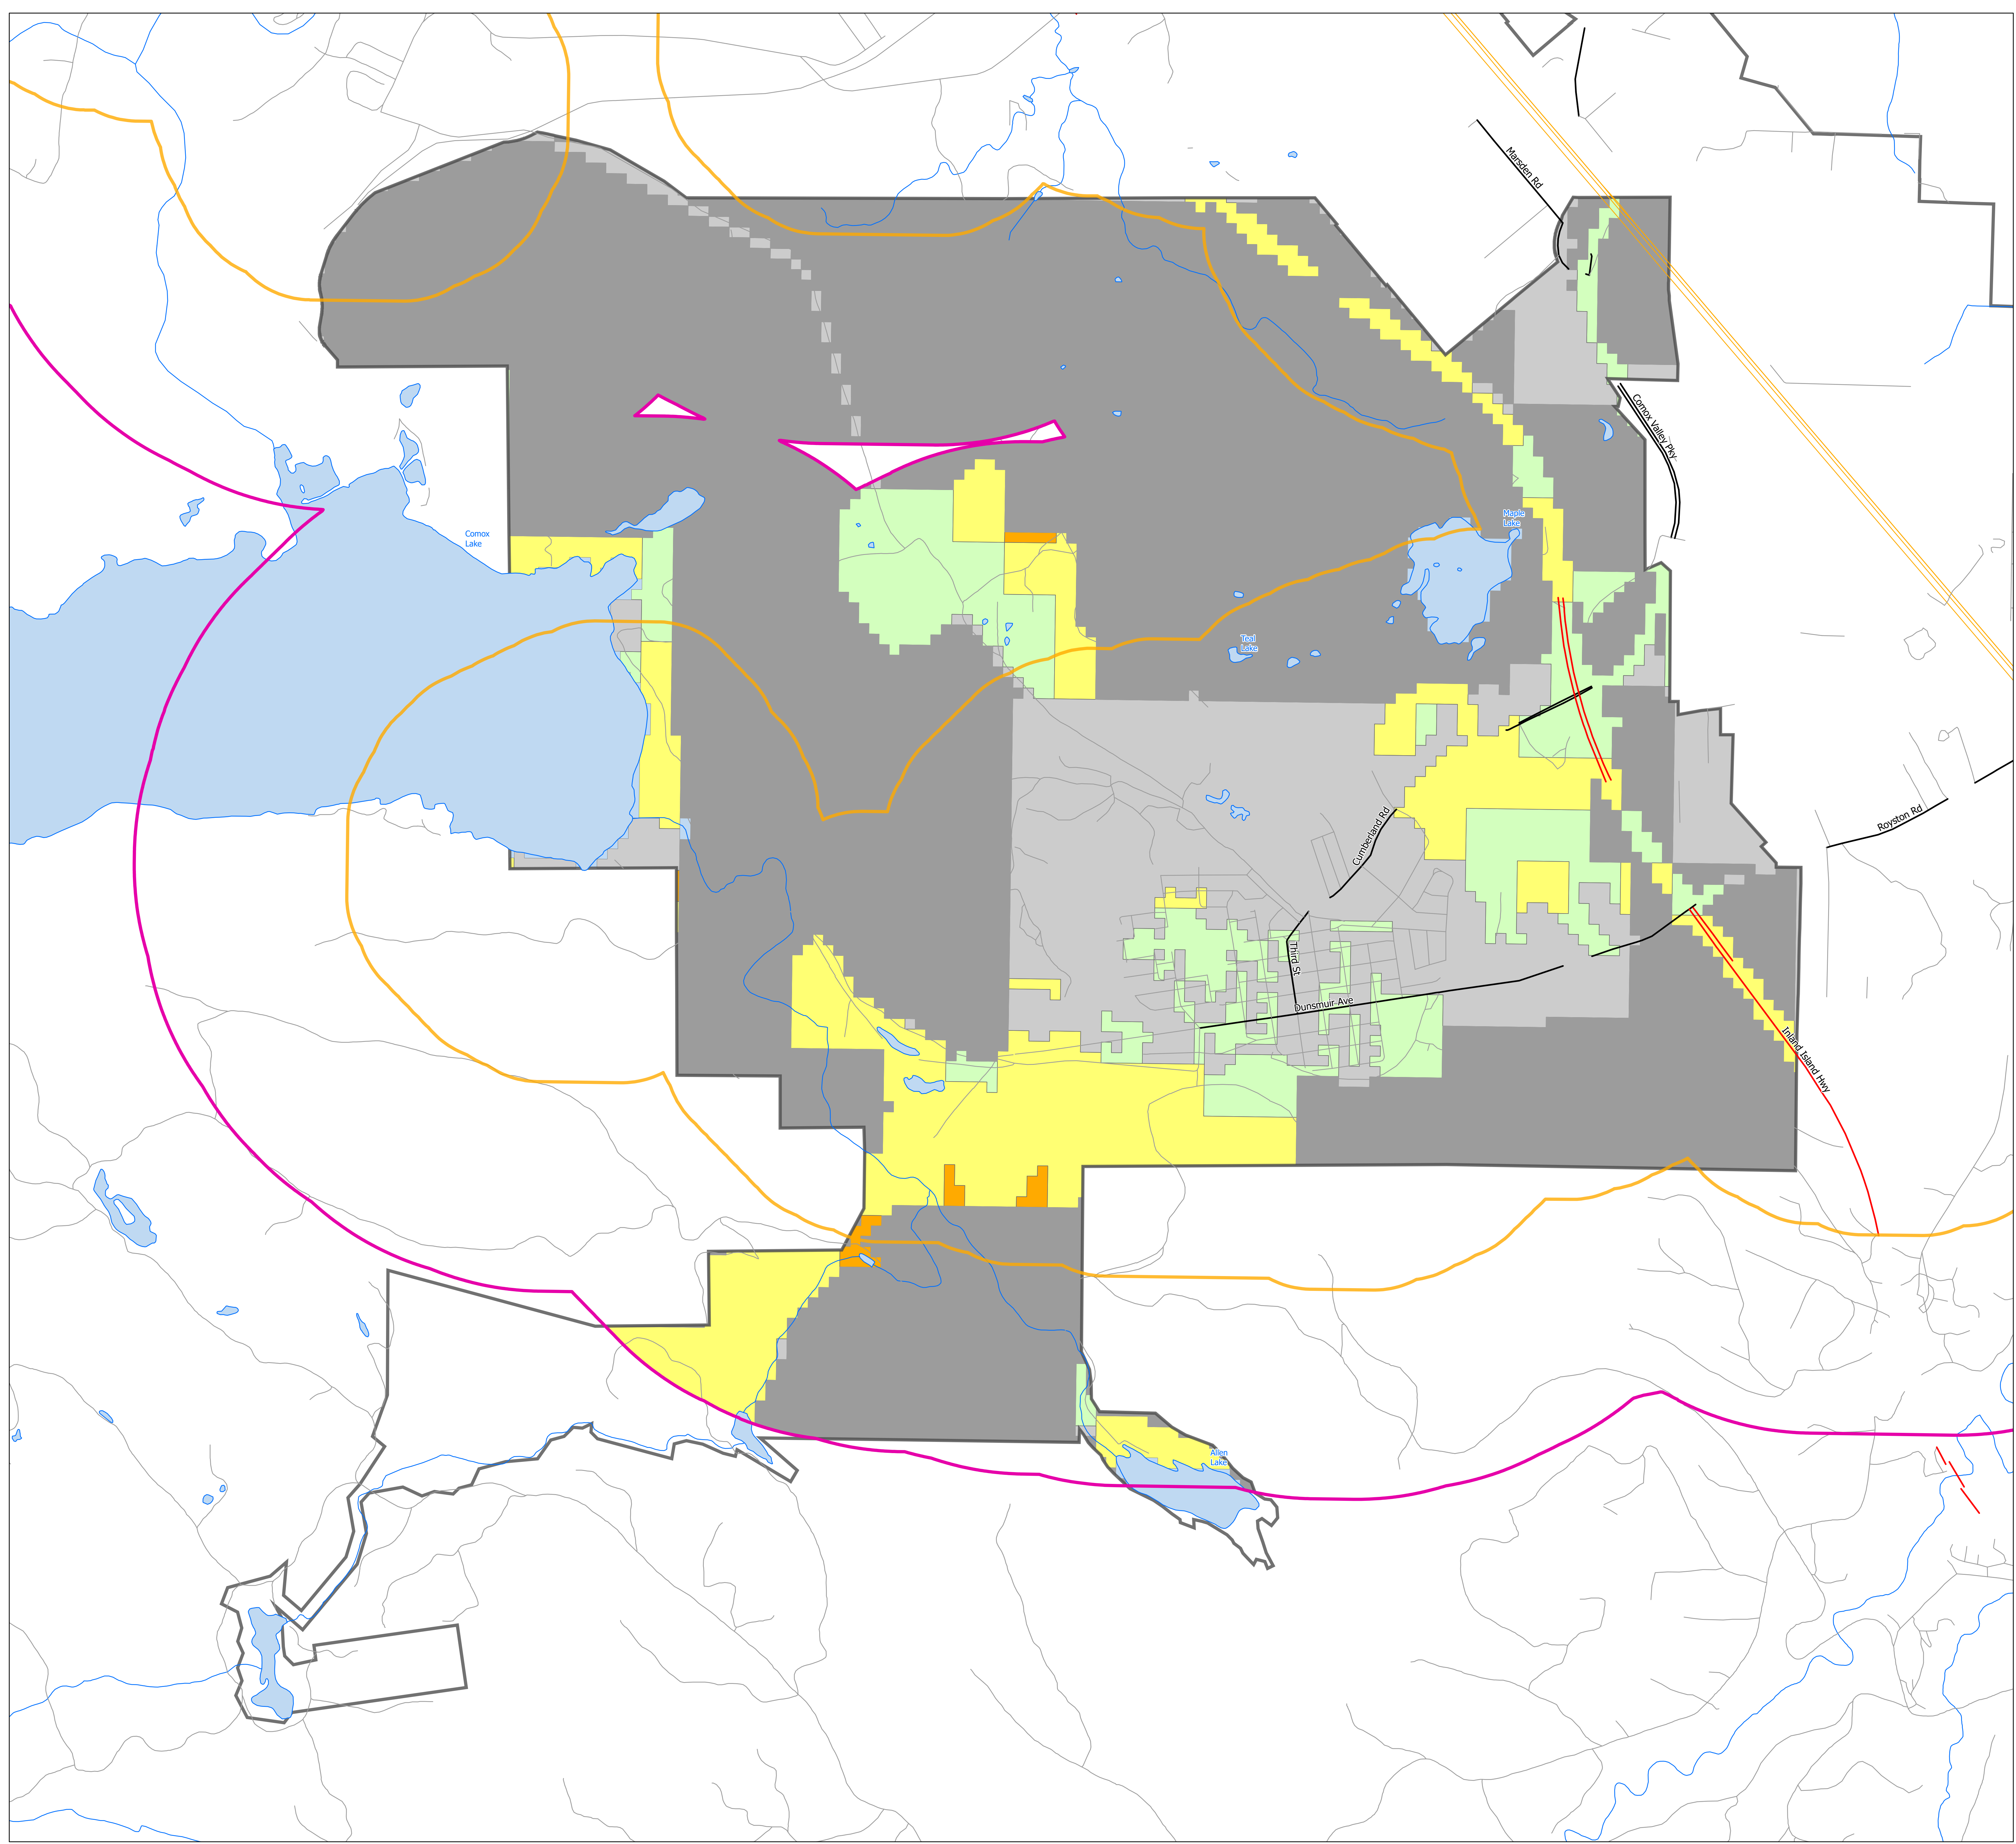 Marsden Rd
Comox Valley Pky
Maple
Lake
Comox
Lake
Teal
Lake
Royston Rd
Cumberland Rd
Third St
Dunsmuir Ave
Inland Island Hwy
Allen
Lake